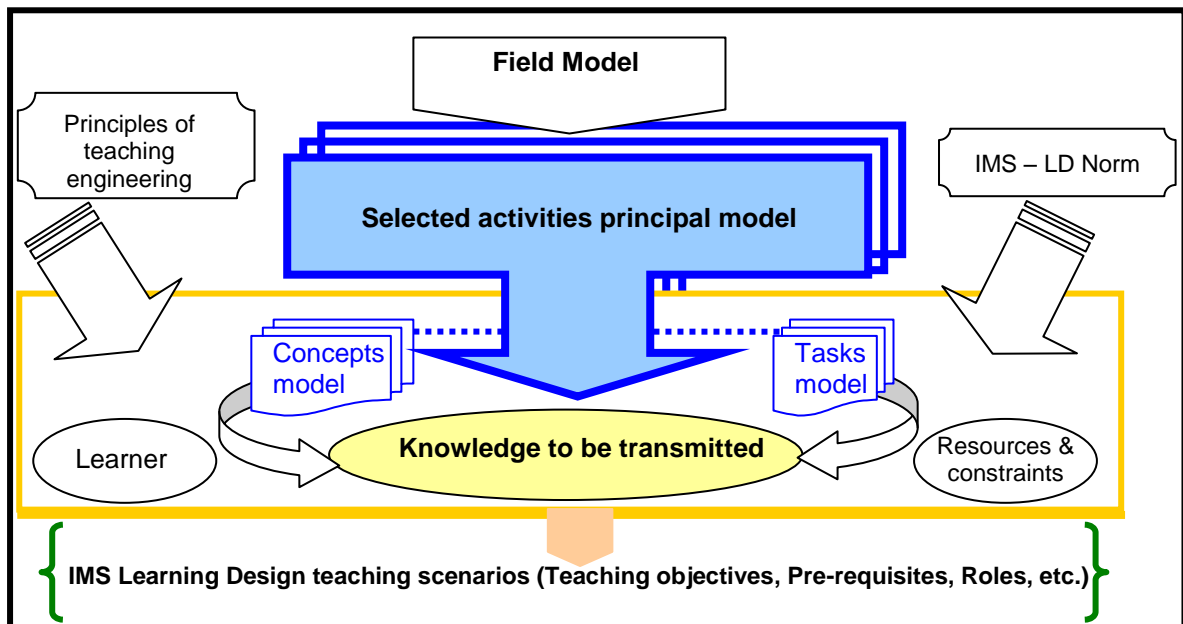 Field Model
Principles of
teaching
engineering
IMS – LD Norm
Selected activities principal model
Concepts
model
Tasks
model
Learner
Knowledge to be transmitted
Resources &
constraints
IMS Learning Design teaching scenarios (Teaching objectives, Pre-requisites, Roles, etc.)